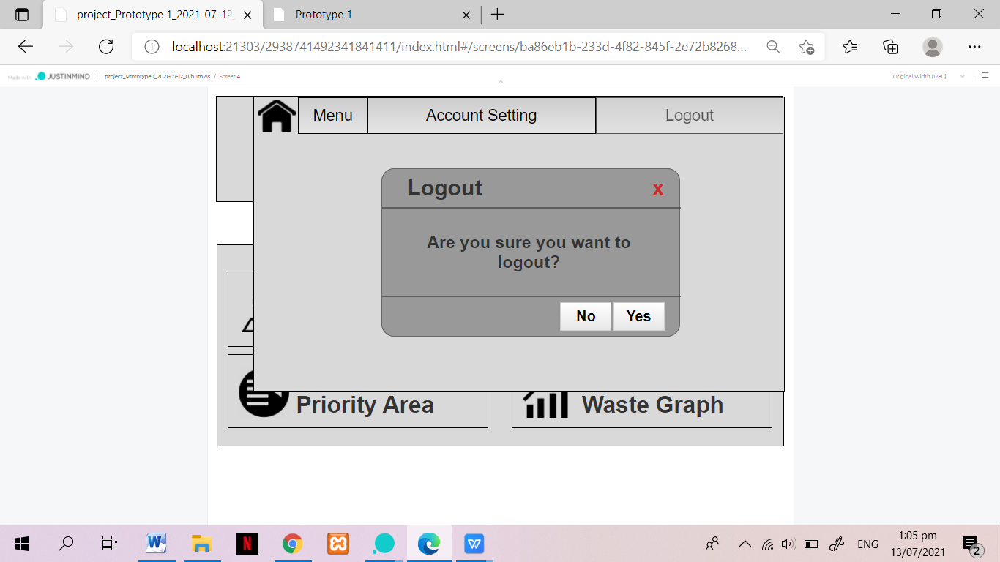 project_Prototype 1_2021-07-12_
Prototype 1
localhost:21303/2938741492341841411/index.html#/screens/ba86eb1b-233d-4f82-845f-2e72b8268...
Made with JUSTINMIND project_Prototype 1_2021-07-12_01h11m21s / Screen4
Original Width (1280)
Menu
Account Setting
Logout
Logout
x
Are you sure you want to
logout?
No
Yes
Priority Area
Waste Graph
W
N
W
ENG
1:05 pm
13/07/2021
2